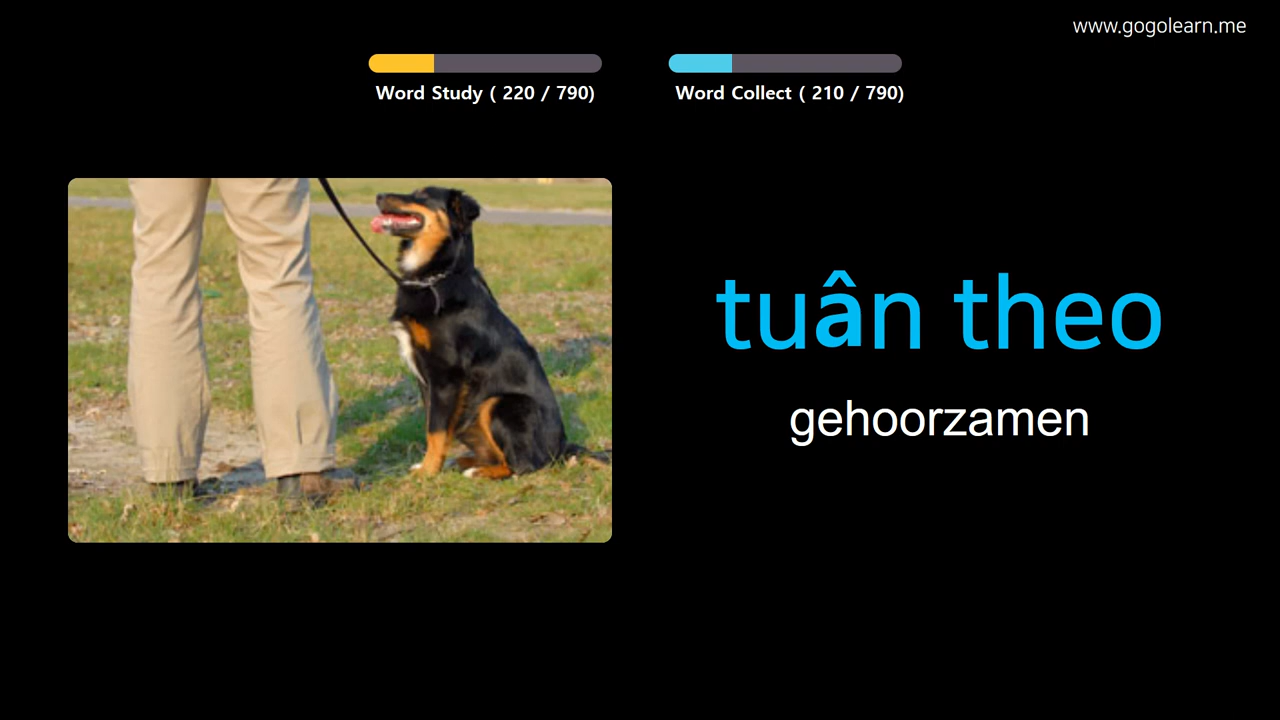 www.gogolearn.me
Word Study ( 220 / 790)
Word Collect ( 210 / 790)
tuân theo
gehoorzamen